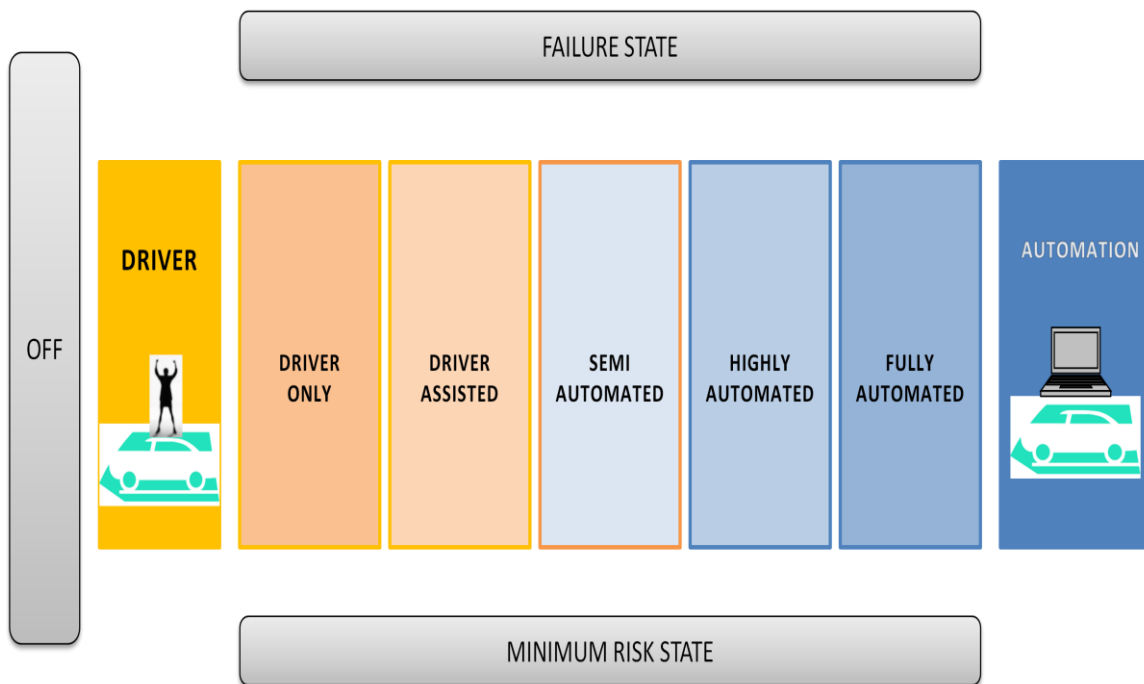 FAILURE STATE
OFF
DRIVER
DRIVER
ONLY
DRIVER
ASSISTED
SEMI
AUTOMATED
HIGHLY
AUTOMATED
FULLY
AUTOMATED
AUTOMATION
MINIMUM RISK STATE